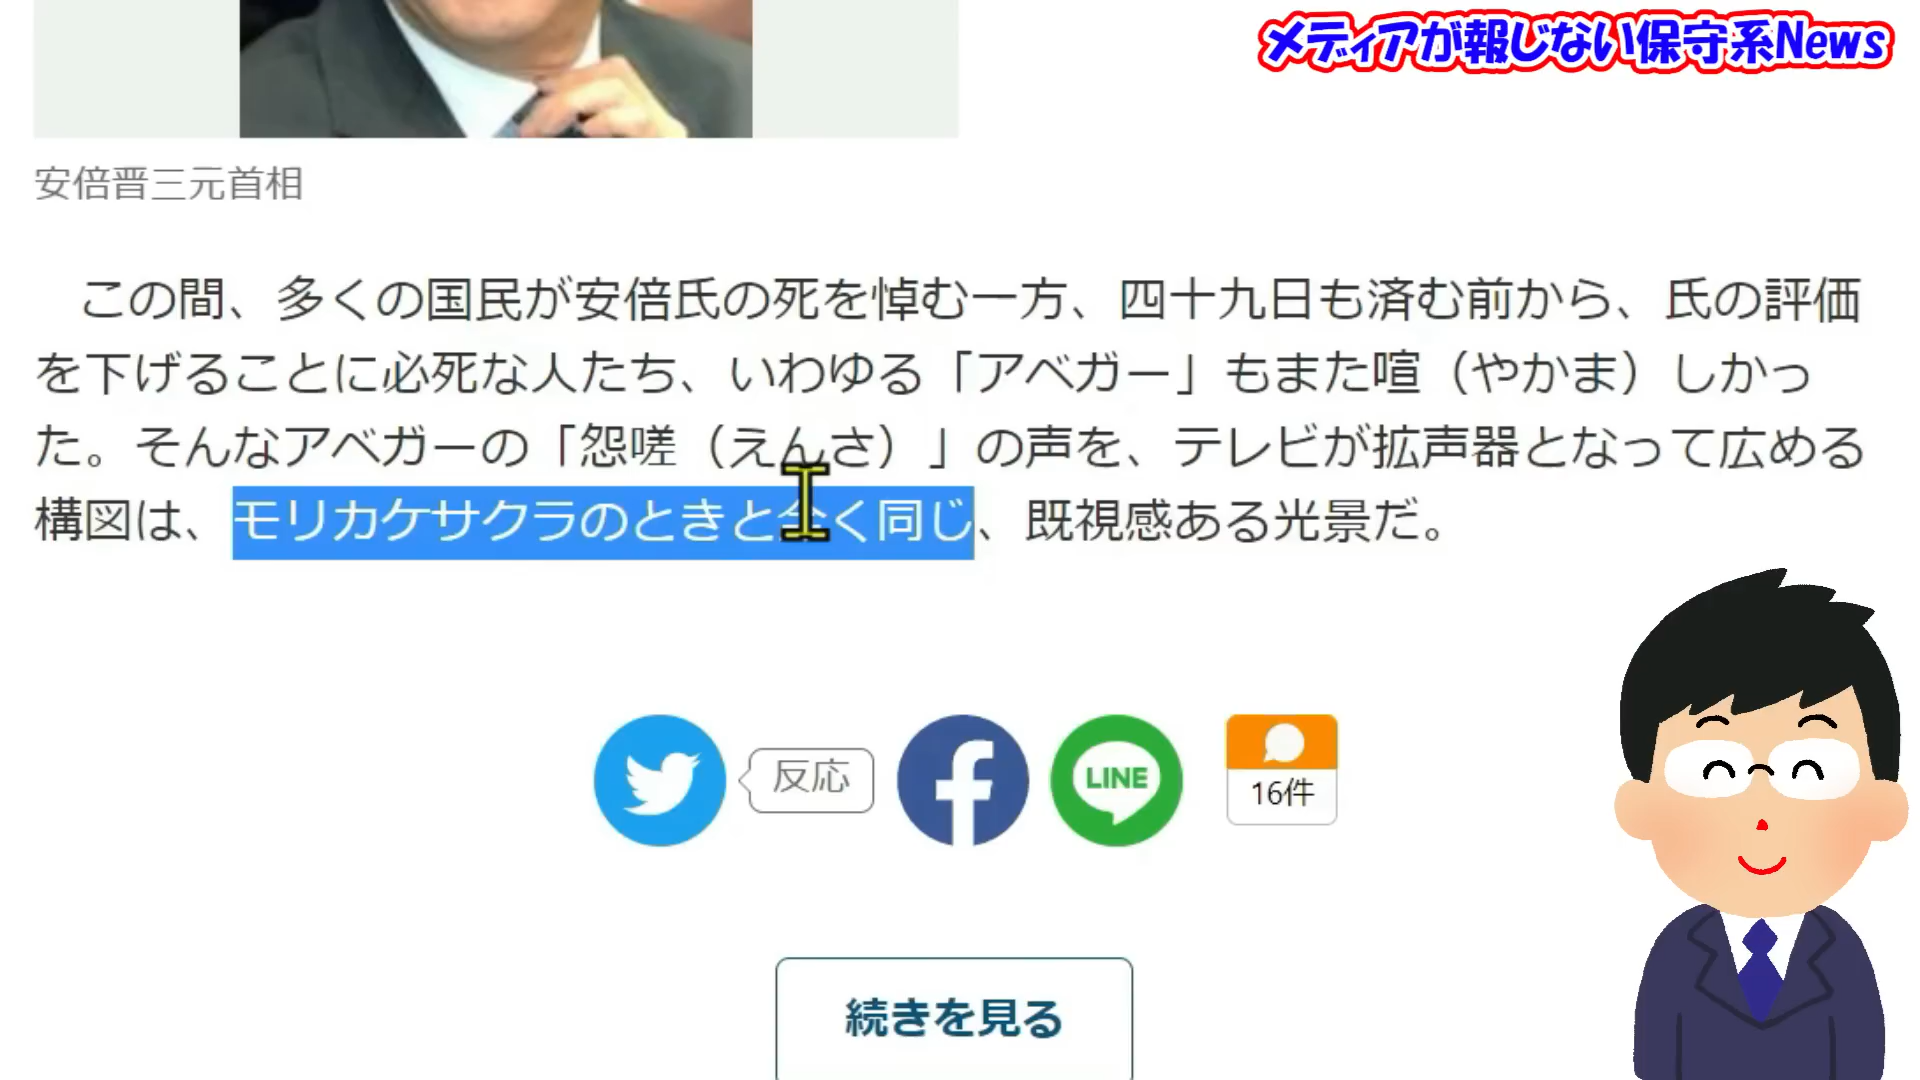 メディアが報じない保守系News
安倍晋三元首相
この間、多くの国民が安倍氏の死を悼む一方、四十九日も済む前から、氏の評価
を下げることに必死な人たち、いわゆる「アベガー」もまた喧（やかま）しかっ
た。そんなアベガーの「怨嗟（えんさ）」の声を、テレビが拡声器となって広める
構図は、モリカケサクラのときと全く同じ、既視感ある光景だ。
反応
LINE
16件
続きを見る